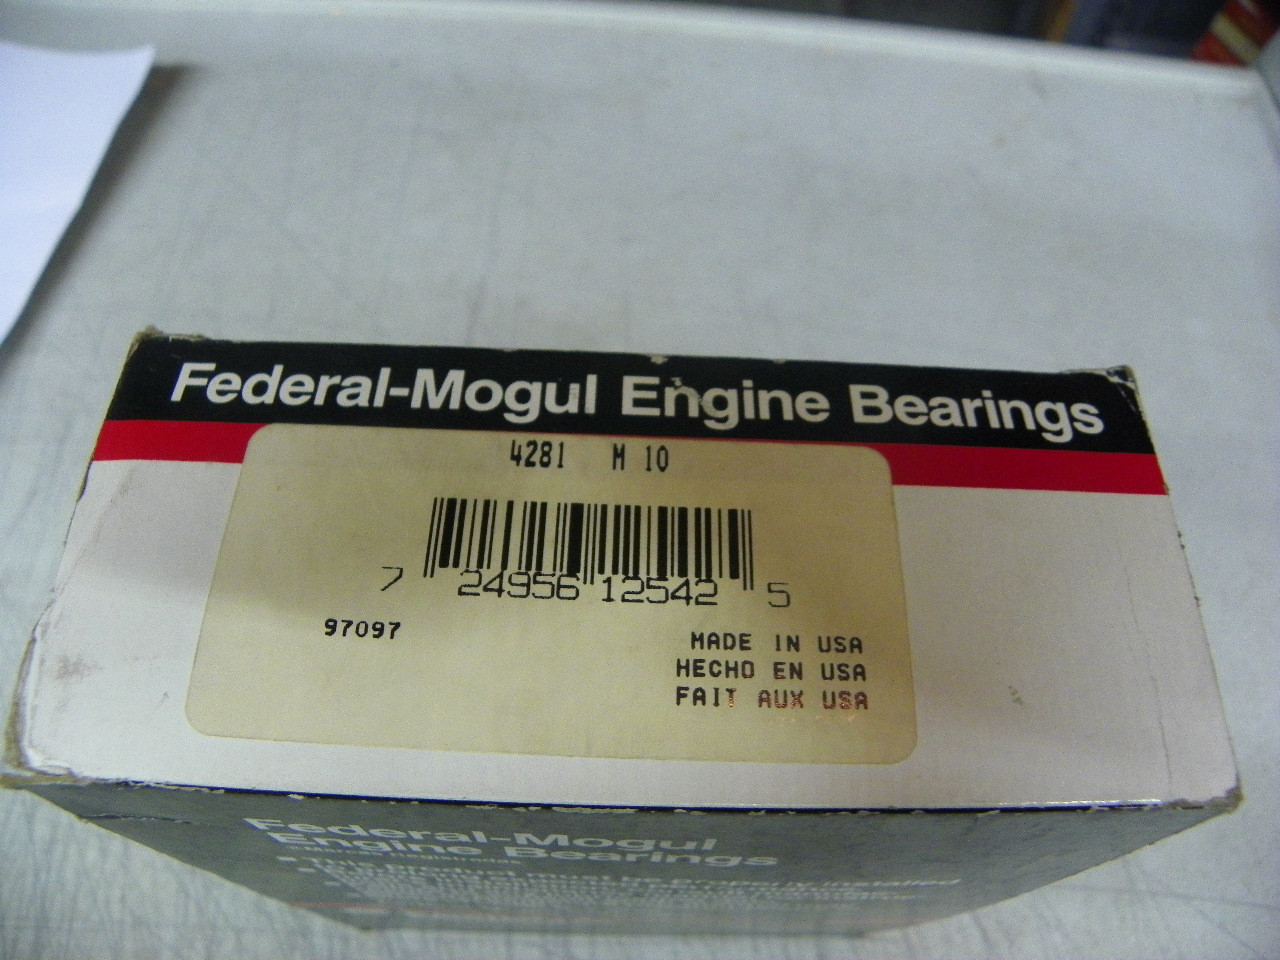 Federal-Mogul Engine Bearings
4281 M 10
7 24956 12542 5
97097
MADE IN USA
HECHO EN USA
FAIT AUX USA
Federal-Mogul
Engine Bearings